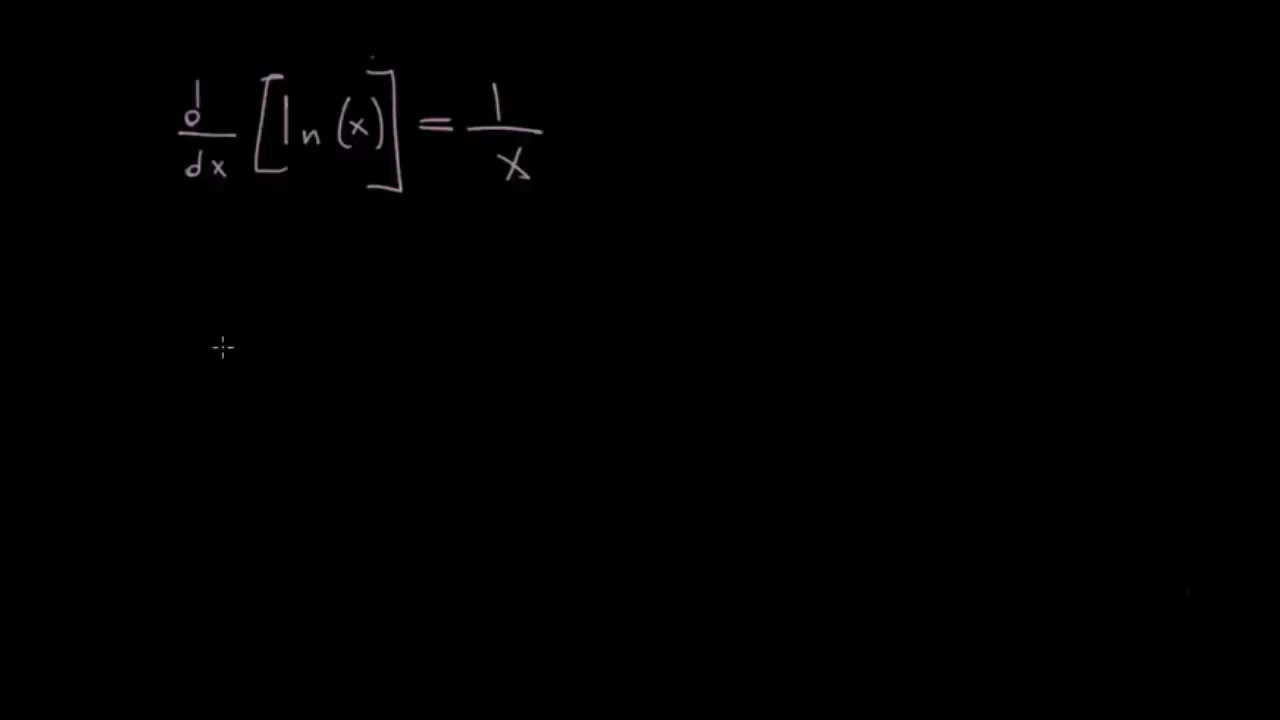 d/dx [ln(x)] = 1/x